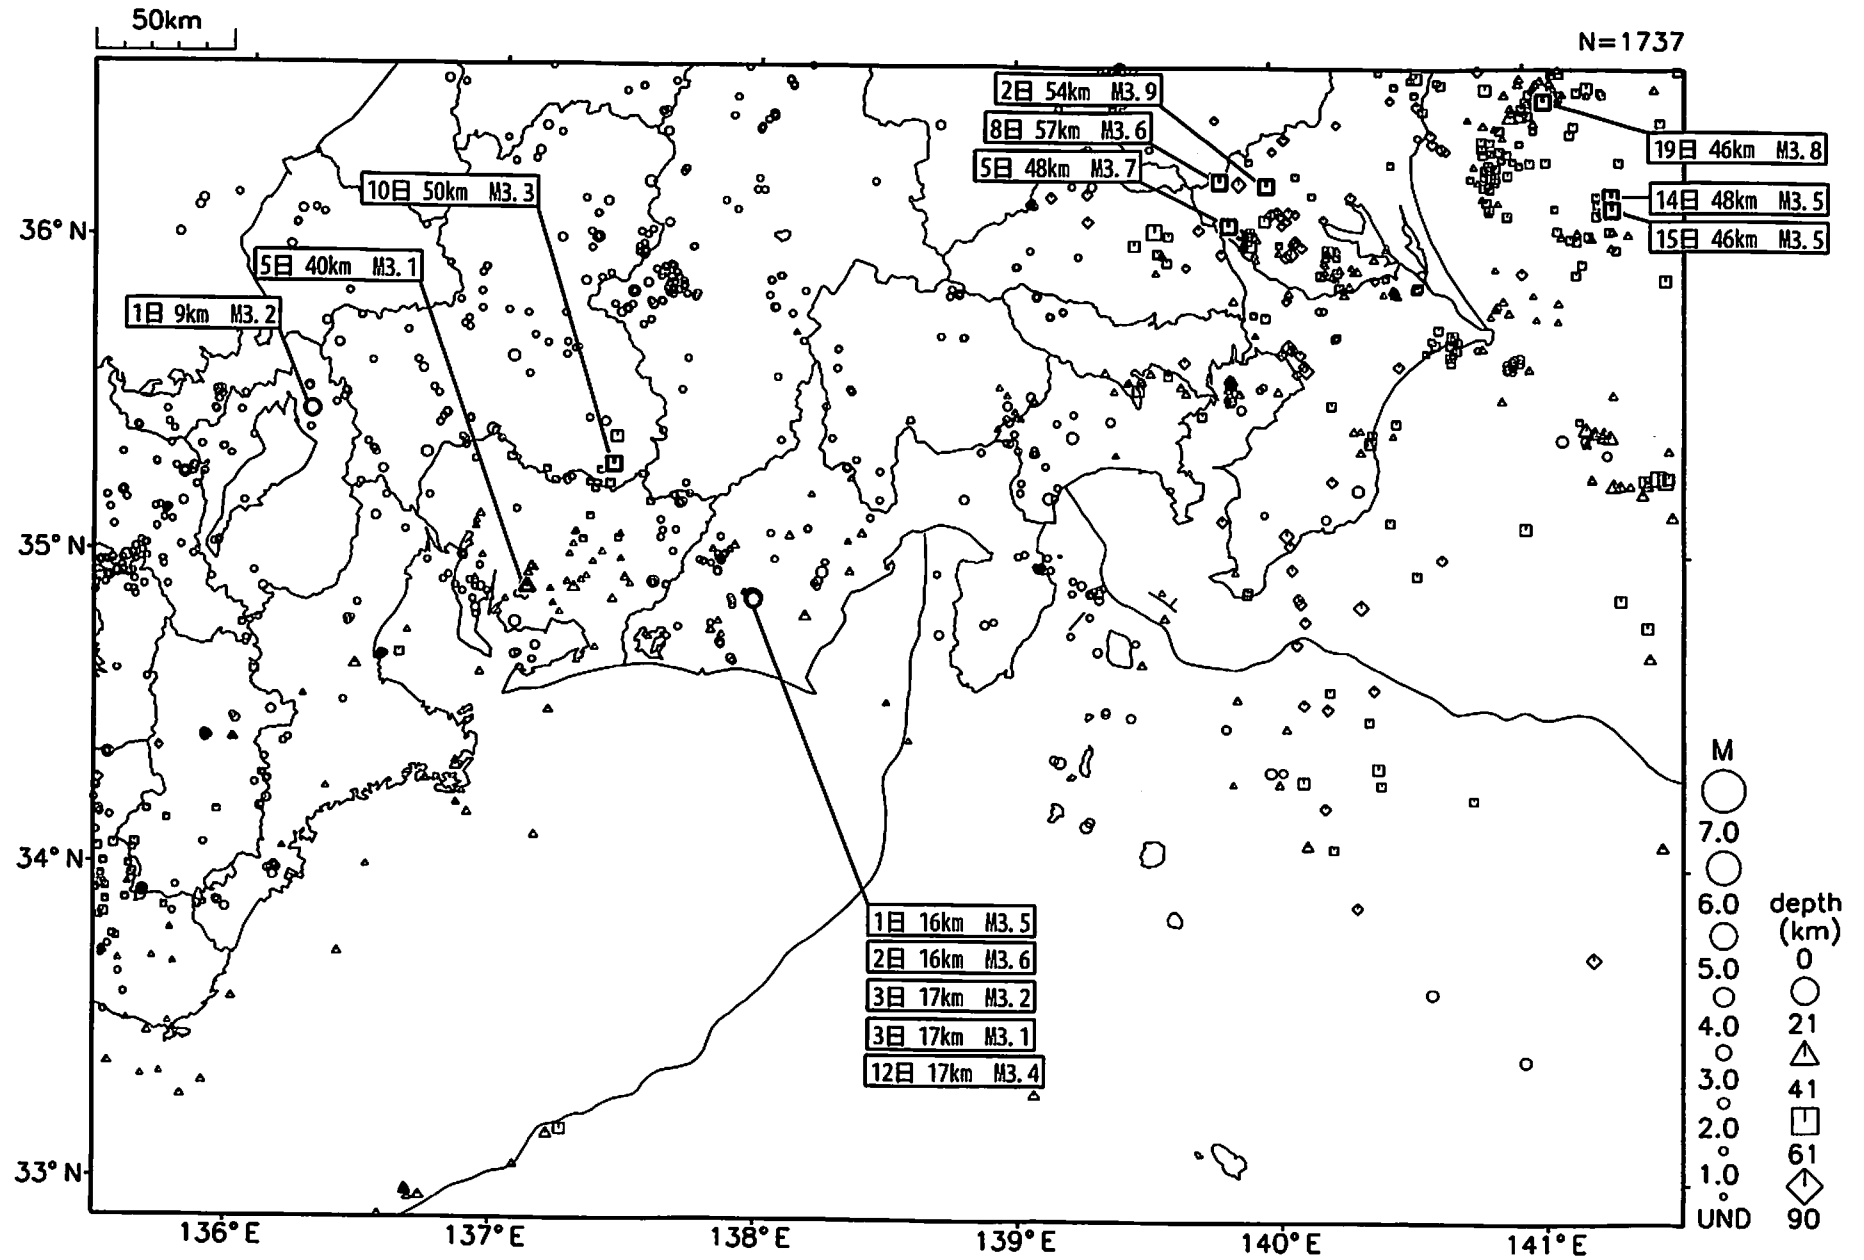 50km
N=1737
2日 54km M3.9
8日 57km M3.6
5日 48km M3.7
19日 46km M3.8
10日 50km M3.3
14日 48km M3.5
15日 46km M3.5
36°N
5日 40km M3.1
1日 9km M3.2
35°N
34°N
1日 16km M3.5
2日 16km M3.6
3日 17km M3.2
3日 17km M3.1
12日 17km M3.4
33°N
136°E
137°E
138°E
139°E
140°E
141°E
M
7.0
6.0
5.0
4.0
3.0
2.0
1.0
UND
depth
(km)
0
21
41
61
90